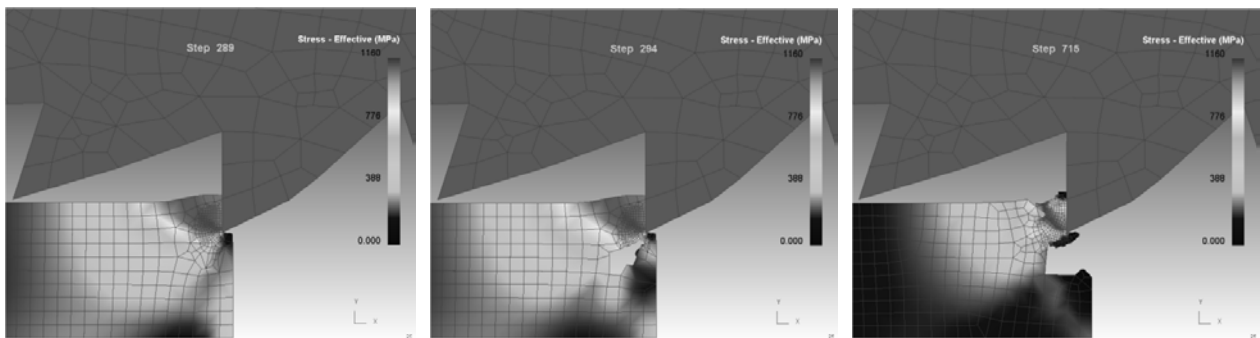 Stress - Effective (MPa)
Step 289
1160
776
388
0.000
Y
X
Stress - Effective (MPa)
Step 294
1160
776
388
0.000
Y
X
Stress - Effective (MPa)
Step 715
1160
776
388
0.000
Y
X